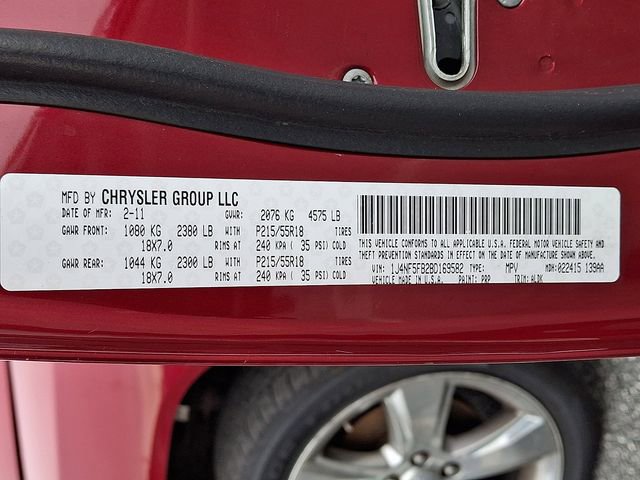 MFD BY CHRYSLER GROUP LLC
DATE OF MFR: 2-11 GVWR: 2076 KG 4575 LB
GAWR FRONT: 1080 KG 2380 LB WITH P215/55R18 TIRES
18X7.0 RIMS AT 240 KPA ( 35 PSI) COLD
GAWR REAR: 1044 KG 2300 LB WITH P215/55R18 TIRES
18X7.0 RIMS AT 240 KPA ( 35 PSI) COLD
THIS VEHICLE CONFORMS TO ALL APPLICABLE U.S.A. FEDERAL MOTOR VEHICLE SAFETY AND
THEFT PREVENTION STANDARDS IN EFFECT ON THE DATE OF MANUFACTURE SHOWN ABOVE.
VIN: 1J4NF5FB2BD169582 TYPE: MPV MDH: 022415 139AA
VEHICLE MADE IN U.S.A. PAINT: PRP TRIM: ALDK